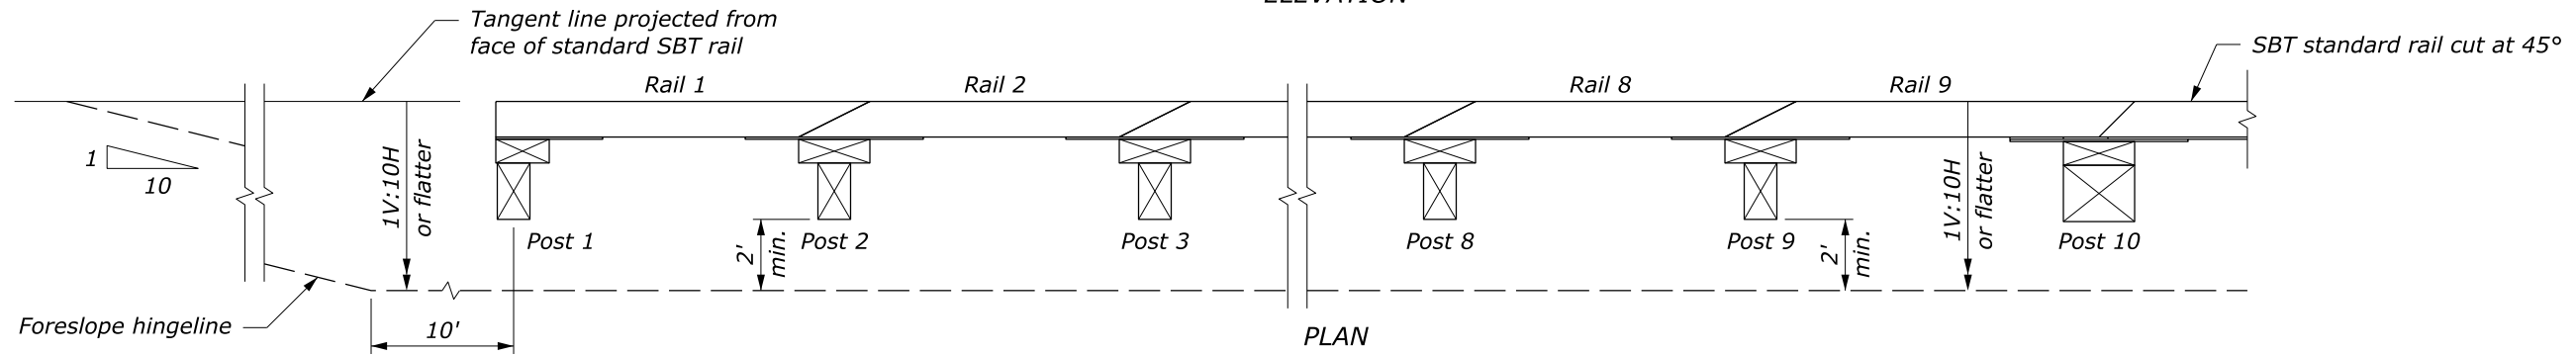 ELEVATION
Tangent line projected from
face of standard SBT rail
SBT standard rail cut at 45°
Rail 1
Rail 2
Rail 8
Rail 9
1
10
1V:10H
or flatter
1V:10H
or flatter
Post 1
2'
min.
Post 2
Post 3
Post 8
Post 9
2'
min.
Post 10
Foreslope hingeline
10'
PLAN